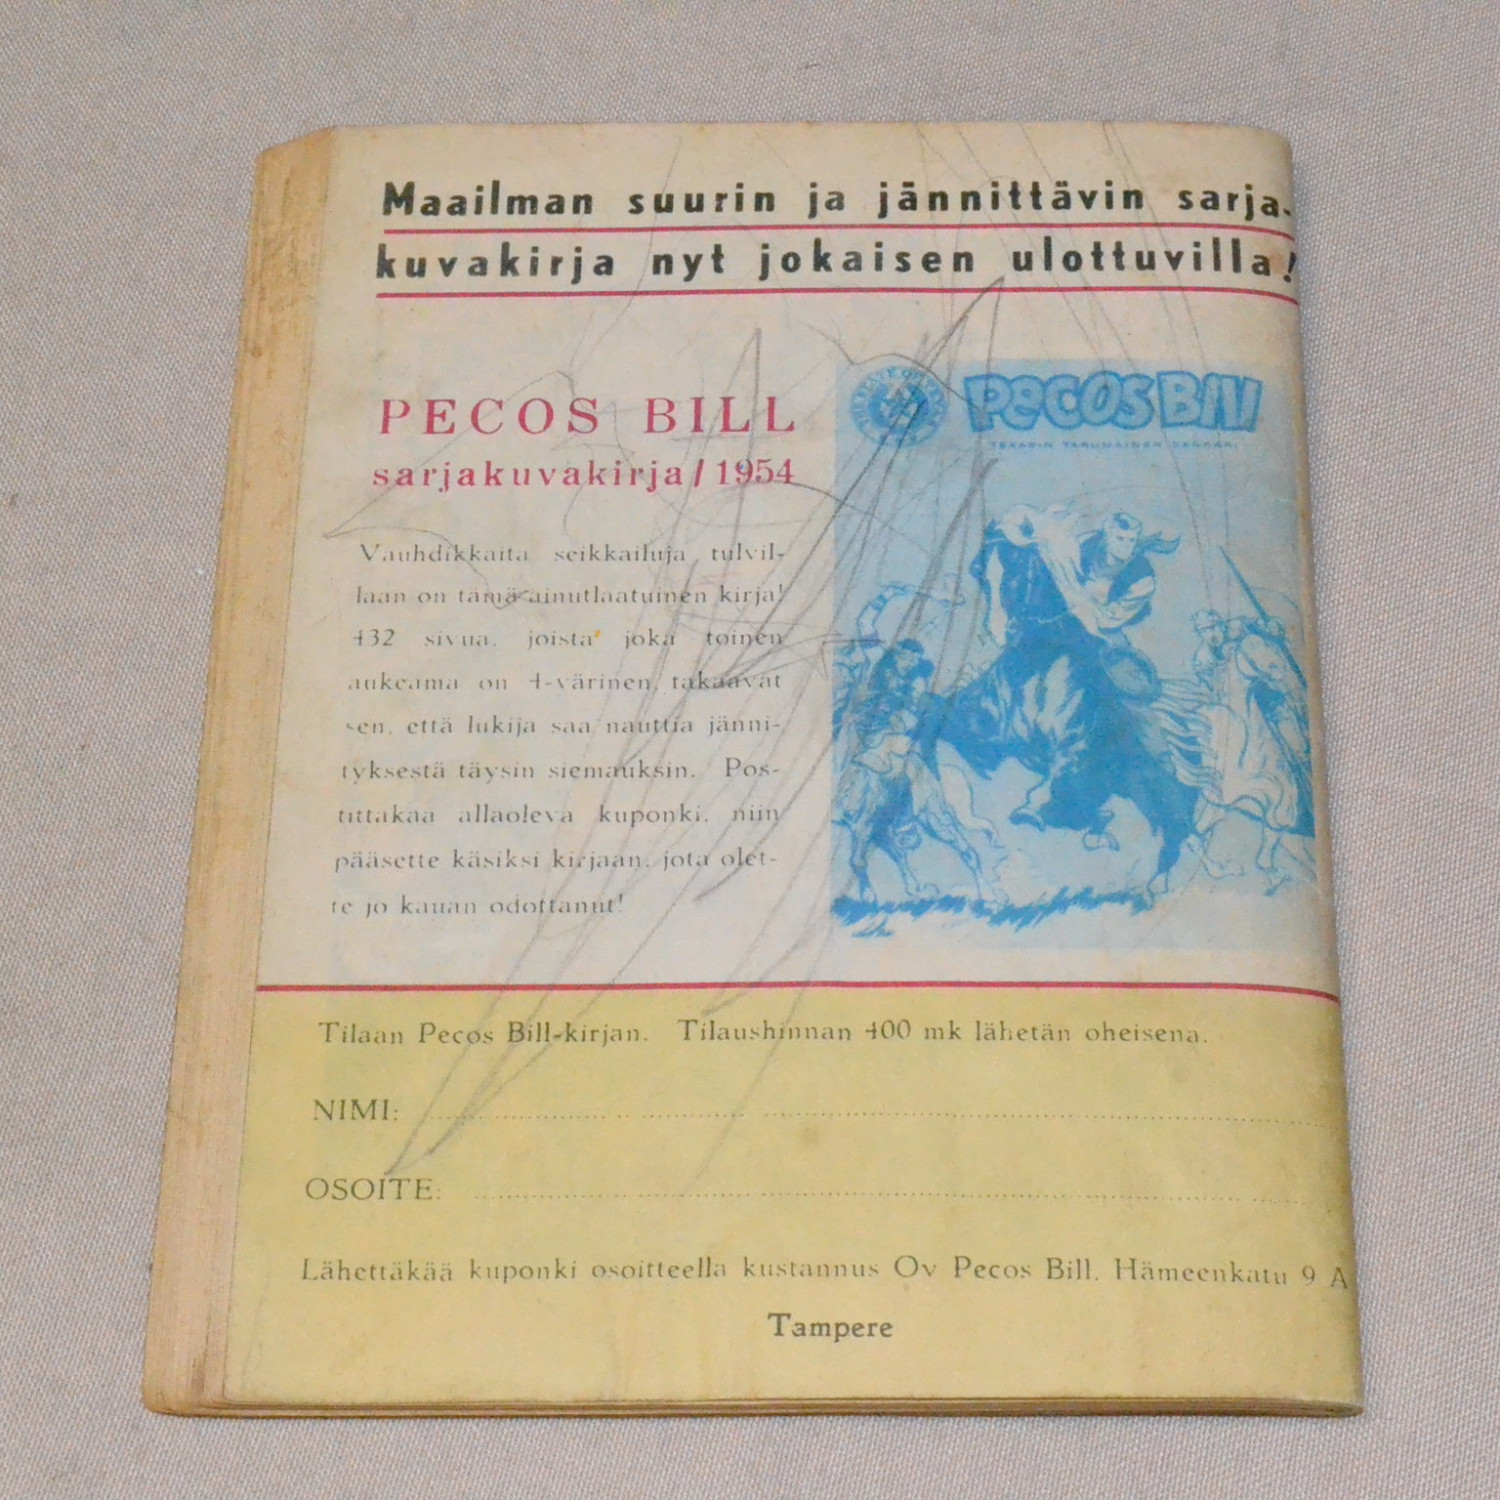 Maailman suurin ja jännittävin sarja-
kuvakirja nyt jokaisen ulottuvilla!
PECOS BILL
sarjakuvakirja/1954
PECOS BILL
TEXASIN TARUMAINEN SANKARI
Vauhdikkaita seikkailuja tulvil-
laan on tämä ainutlaatuinen kirja!
432 sivua, joista joka toinen
aukeama on 4-värinen, takaavat
sen, että lukija saa nauttia jänni-
tyksestä täysin siemauksin. Pos-
tittakaa allaoleva kuponki, niin
pääsette käsiksi kirjaan, jota olet-
te jo kauan odottanut!
Tilaan Pecos Bill-kirjan. Tilaushinnan 400 mk lähetän oheisena.
NIMI:
OSOITE:
Lähettäkää kuponki osoitteella kustannus Oy Pecos Bill. Hämeenkatu 9 A
Tampere